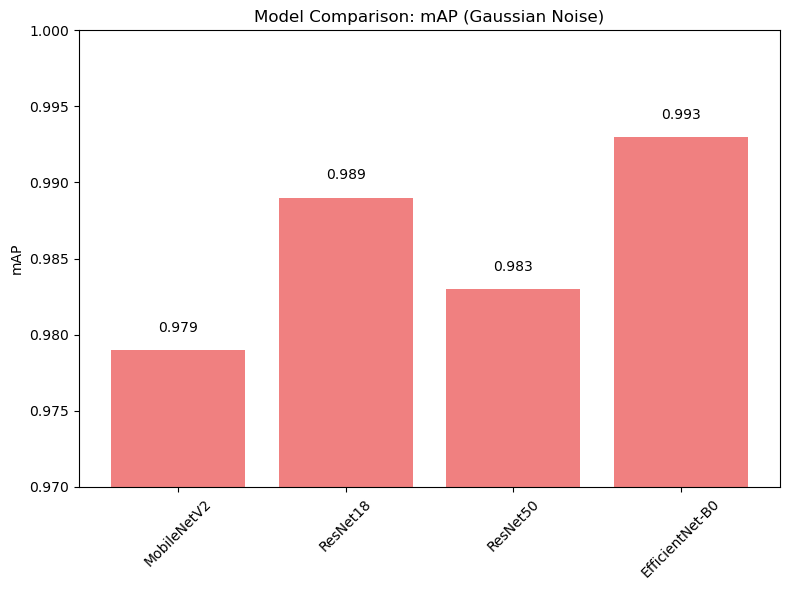 Model Comparison: mAP (Gaussian Noise)
1.000
0.995
0.990
0.985
0.980
0.975
0.970
mAP
0.979
0.989
0.983
0.993
MobileNetV2
ResNet18
ResNet50
EfficientNet-B0